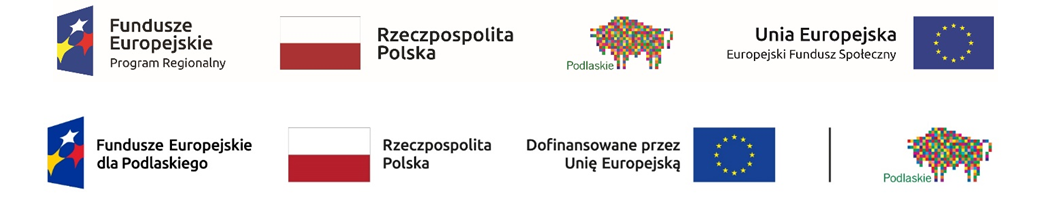 Fundusze
Europejskie
Program Regionalny
Rzeczpospolita
Polska
Podlaskie
Unia Europejska
Europejski Fundusz Społeczny
Fundusze Europejskie
dla Podlaskiego
Rzeczpospolita
Polska
Dofinansowane przez
Unię Europejską
Podlaskie